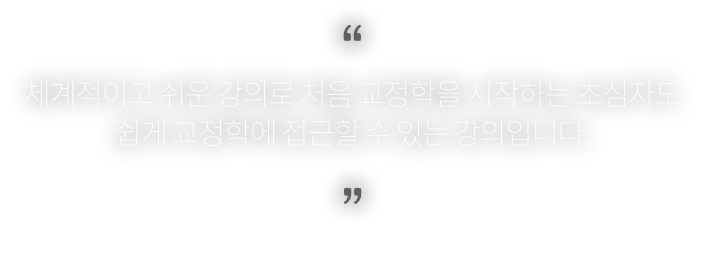 “
체계적이고 쉬운 강의로 처음 교정학을 시작하는 초심자도
쉽게 교정학에 접근할 수 있는 강의입니다.
”